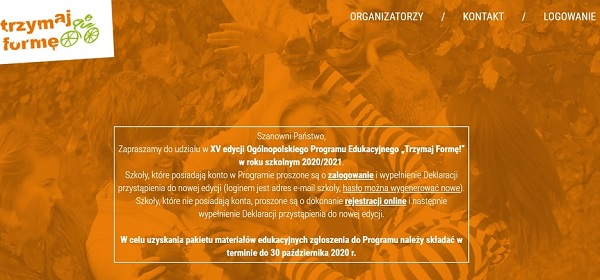 trzymaj
formę
ORGANIZATORZY / KONTAKT / LOGOWANIE
Szanowni Państwo,
Zapraszamy do udziału w XV edycji Ogólnopolskiego Programu Edukacyjnego „Trzymaj Formę!”
w roku szkolnym 2020/2021.
Szkoły, które posiadają konto w Programie proszone są o zalogowanie i wypełnienie Deklaracji
przystąpienia do nowej edycji (loginem jest adres e-mail szkoły, hasło można wygenerować nowe).
Szkoły, które nie posiadają konta, proszone są o dokonanie rejestracji online i następnie
wypełnienie Deklaracji przystąpienia do nowej edycji.
W celu uzyskania pakietu materiałów edukacyjnych zgłoszenia do Programu należy składać w
terminie do 30 października 2020 r.